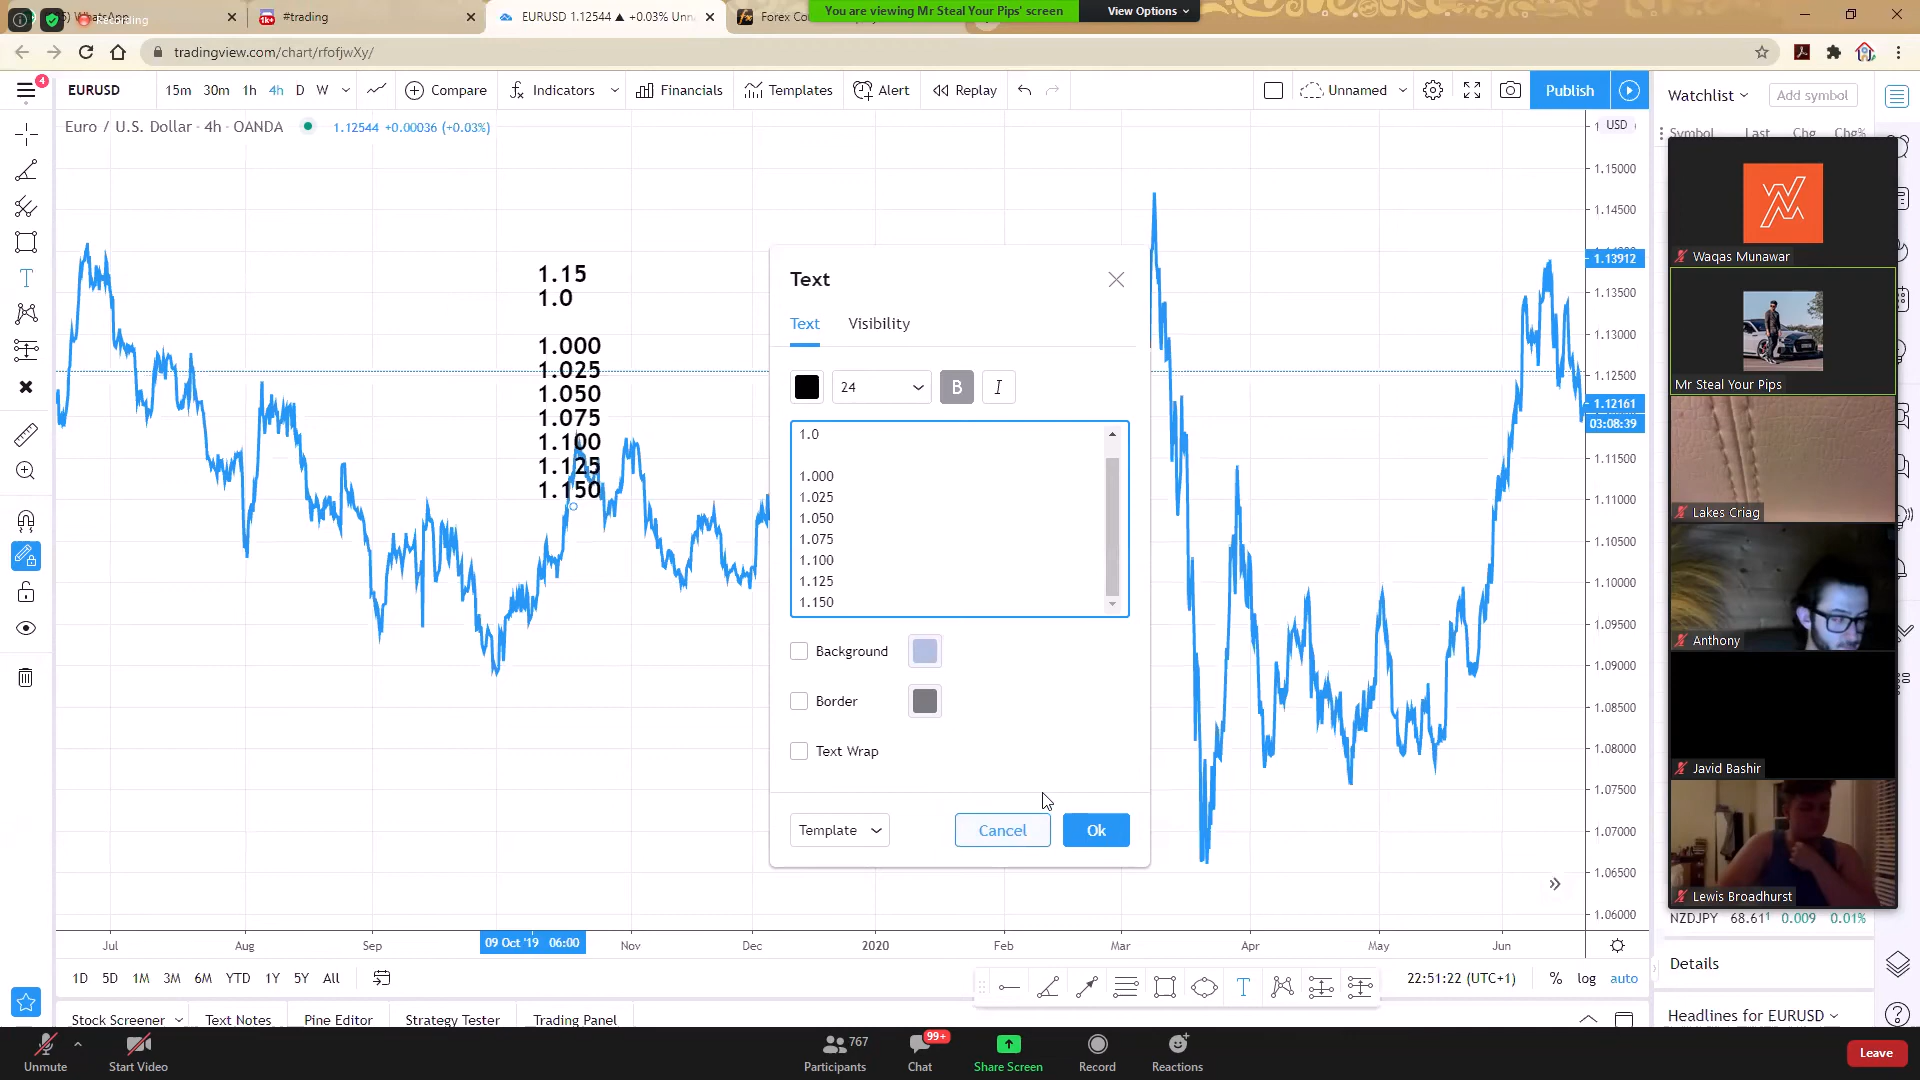 WhatsApp
Recording
#trading
EURUSD 1.12544 ▲ +0.03% Unn
Forex Co
You are viewing Mr Steal Your Pips' screen
View Options
tradingview.com/chart/rfofjwXy/
4
EURUSD
15m
30m
1h
4h
D
W
Compare
Indicators
Financials
Templates
Alert
Replay
Unnamed
Publish
Watchlist
Add symbol
Euro / U.S. Dollar · 4h · OANDA
1.12544 +0.00036 (+0.03%)
USD
Symbol
Last
Chg
Chg%
1.15000
1.14500
1.13912
1.13500
1.13000
1.12500
1.12161
03:08:39
1.11500
1.11000
1.10500
1.10000
1.09500
1.09000
1.08500
1.08000
1.07500
1.07000
1.06500
1.06000
1.15
1.0
1.000
1.025
1.050
1.075
1.100
1.125
1.150
Text
Text
Visibility
24
B
I
1.0
1.000
1.025
1.050
1.075
1.100
1.125
1.150
Background
Border
Text Wrap
Template
Cancel
Ok
Waqas Munawar
Mr Steal Your Pips
Lakes Criag
Anthony
Javid Bashir
Lewis Broadhurst
NZDJPY 68.61¹ 0.009 0.01%
Jul
Aug
Sep
09 Oct '19 06:00
Nov
Dec
2020
Feb
Mar
Apr
May
Jun
Details
1D
5D
1M
3M
6M
YTD
1Y
5Y
All
T
22:51:22 (UTC+1)
%
log
auto
Stock Screener
Text Notes
Pine Editor
Strategy Tester
Trading Panel
Headlines for EURUSD
Unmute
Start Video
767
Participants
99+
Chat
Share Screen
Record
Reactions
Leave